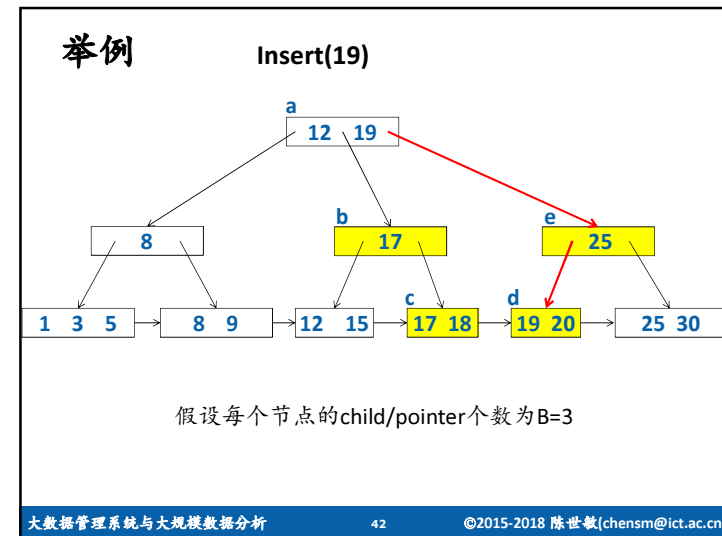 举例 Insert(19)
a
12 19
b
e
8 17 25
c
d
1 3 5 8 9 12 15 17 18 19 20 25 30
假设每个节点的child/pointer个数为B=3
大数据管理系统与大规模数据分析 42 ©2015-2018 陈世敏(chensm@ict.ac.cn